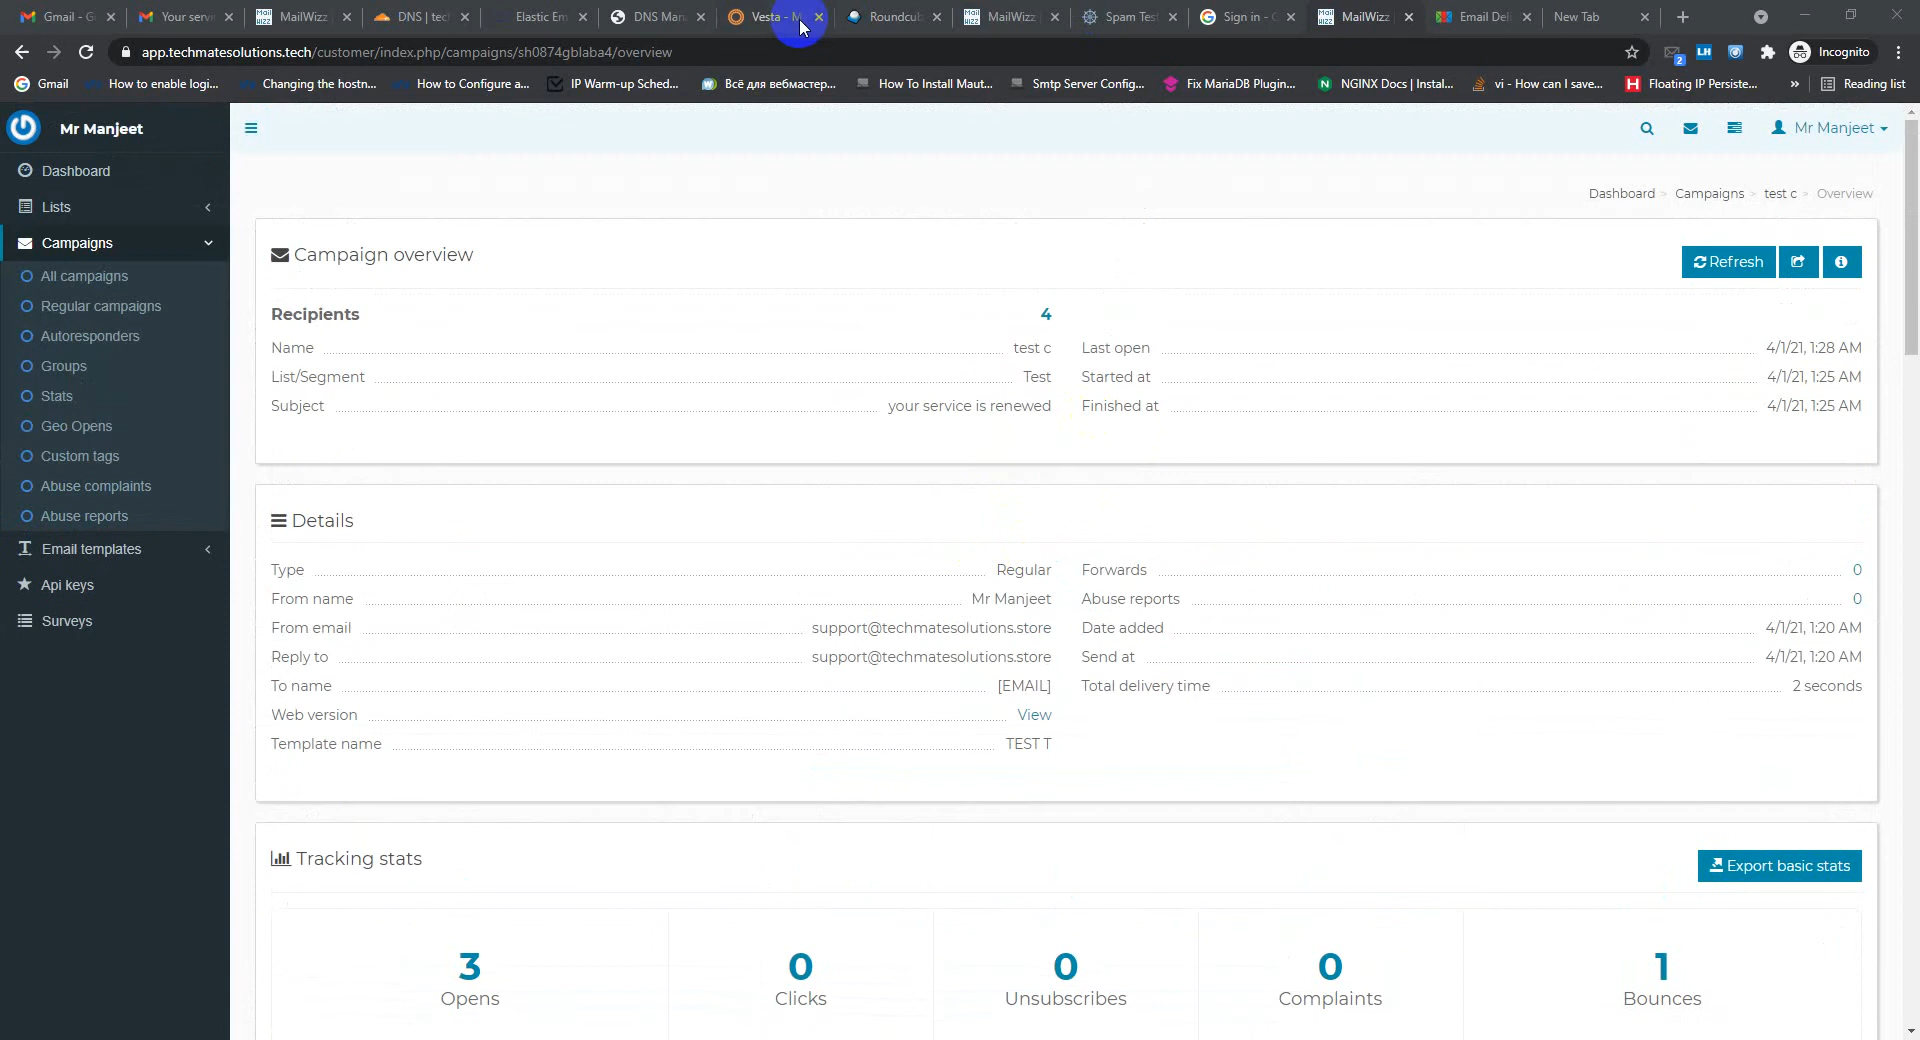 Gmail - G
Your servi
MailWizz
DNS | tec
Elastic Em
DNS Man
Vesta - M
Roundcub
MailWizz
Spam Test
Sign in - G
MailWizz
Email Deli
New Tab
app.techmatesolutions.tech/customer/index.php/campaigns/sh0874gblaba4/overview
2
LH
Incognito
Gmail
How to enable logi...
Changing the hostn...
How to Configure a...
IP Warm-up Sched...
Всё для вебмастер...
How To Install Maut...
Smtp Server Config...
Fix MariaDB Plugin...
NGINX Docs | Instal...
vi - How can I save...
Floating IP Persiste...
»
Reading list
Mr Manjeet
Mr Manjeet
Dashboard
Lists
Campaigns
All campaigns
Regular campaigns
Autoresponders
Groups
Stats
Geo Opens
Custom tags
Abuse complaints
Abuse reports
Email templates
Api keys
Surveys
Dashboard > Campaigns > test c > Overview
Campaign overview
Refresh
Recipients 4
Name test c
List/Segment Test
Subject your service is renewed
Last open 4/1/21, 1:28 AM
Started at 4/1/21, 1:25 AM
Finished at 4/1/21, 1:25 AM
Details
Type Regular
From name Mr Manjeet
From email support@techmatesolutions.store
Reply to support@techmatesolutions.store
To name [EMAIL]
Web version View
Template name TEST T
Forwards 0
Abuse reports 0
Date added 4/1/21, 1:20 AM
Send at 4/1/21, 1:20 AM
Total delivery time 2 seconds
Tracking stats
Export basic stats
3
Opens
0
Clicks
0
Unsubscribes
0
Complaints
1
Bounces